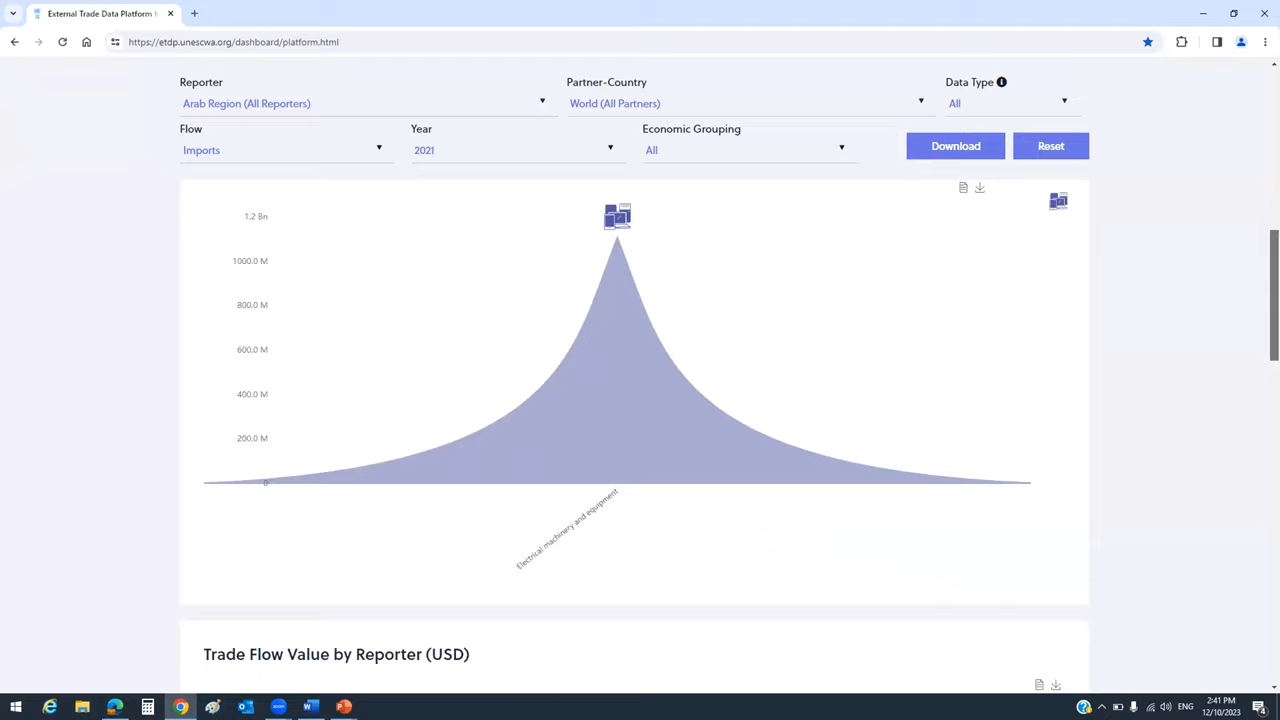 External Trade Data Platform f
https://etdp.unescwa.org/dashboard/platform.html
Reporter
Partner-Country
Data Type
Arab Region (All Reporters)
World (All Partners)
All
Flow
Year
Economic Grouping
Imports
2021
All
Download
Reset
1.2 Bn
1000.0 M
800.0 M
600.0 M
400.0 M
200.0 M
0
Electrical machinery and equipment
Trade Flow Value by Reporter (USD)
ENG
2:41 PM
12/10/2023
4